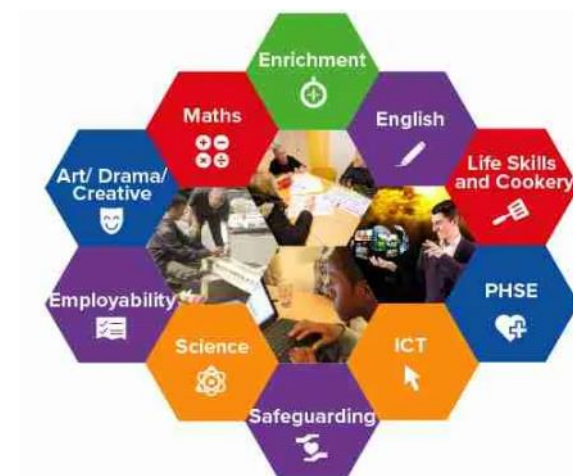 Enrichment
Maths
English
Life Skills
and Cookery
Art/ Drama/
Creative
Employability
PHSE
Science
ICT
Safeguarding